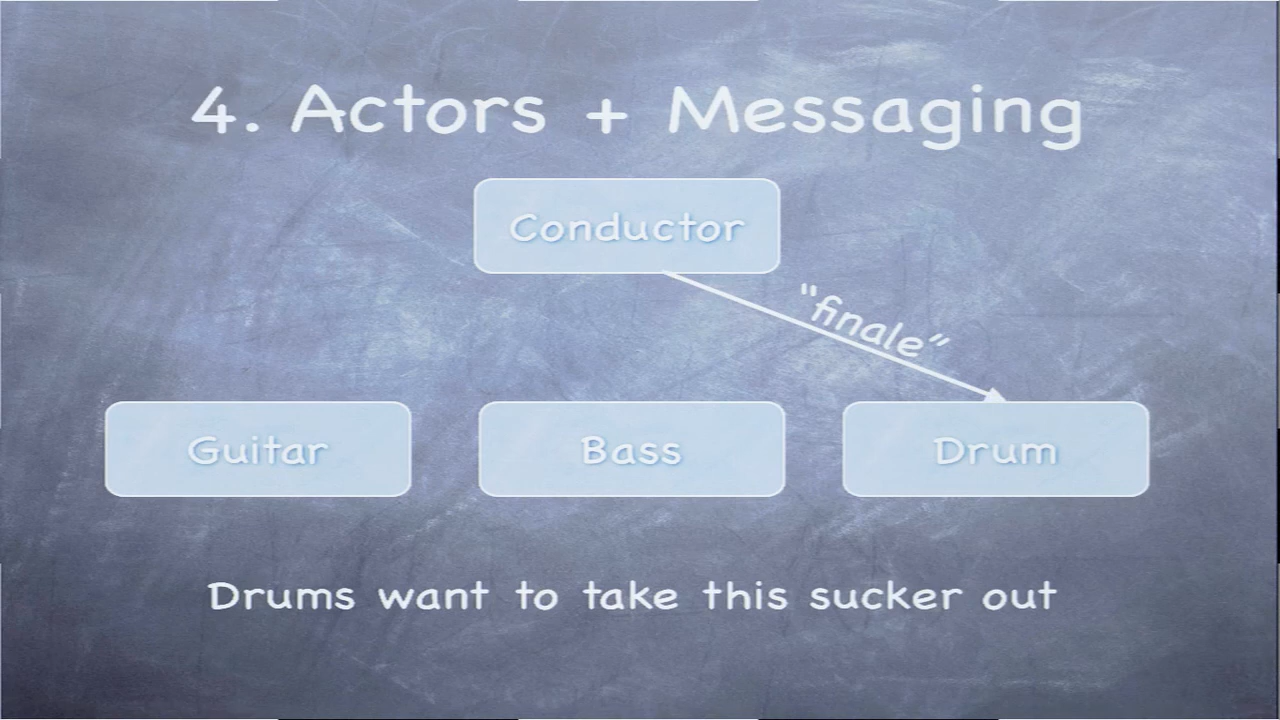 4. Actors + Messaging
Conductor
“finale”
Guitar
Bass
Drum
Drums want to take this sucker out